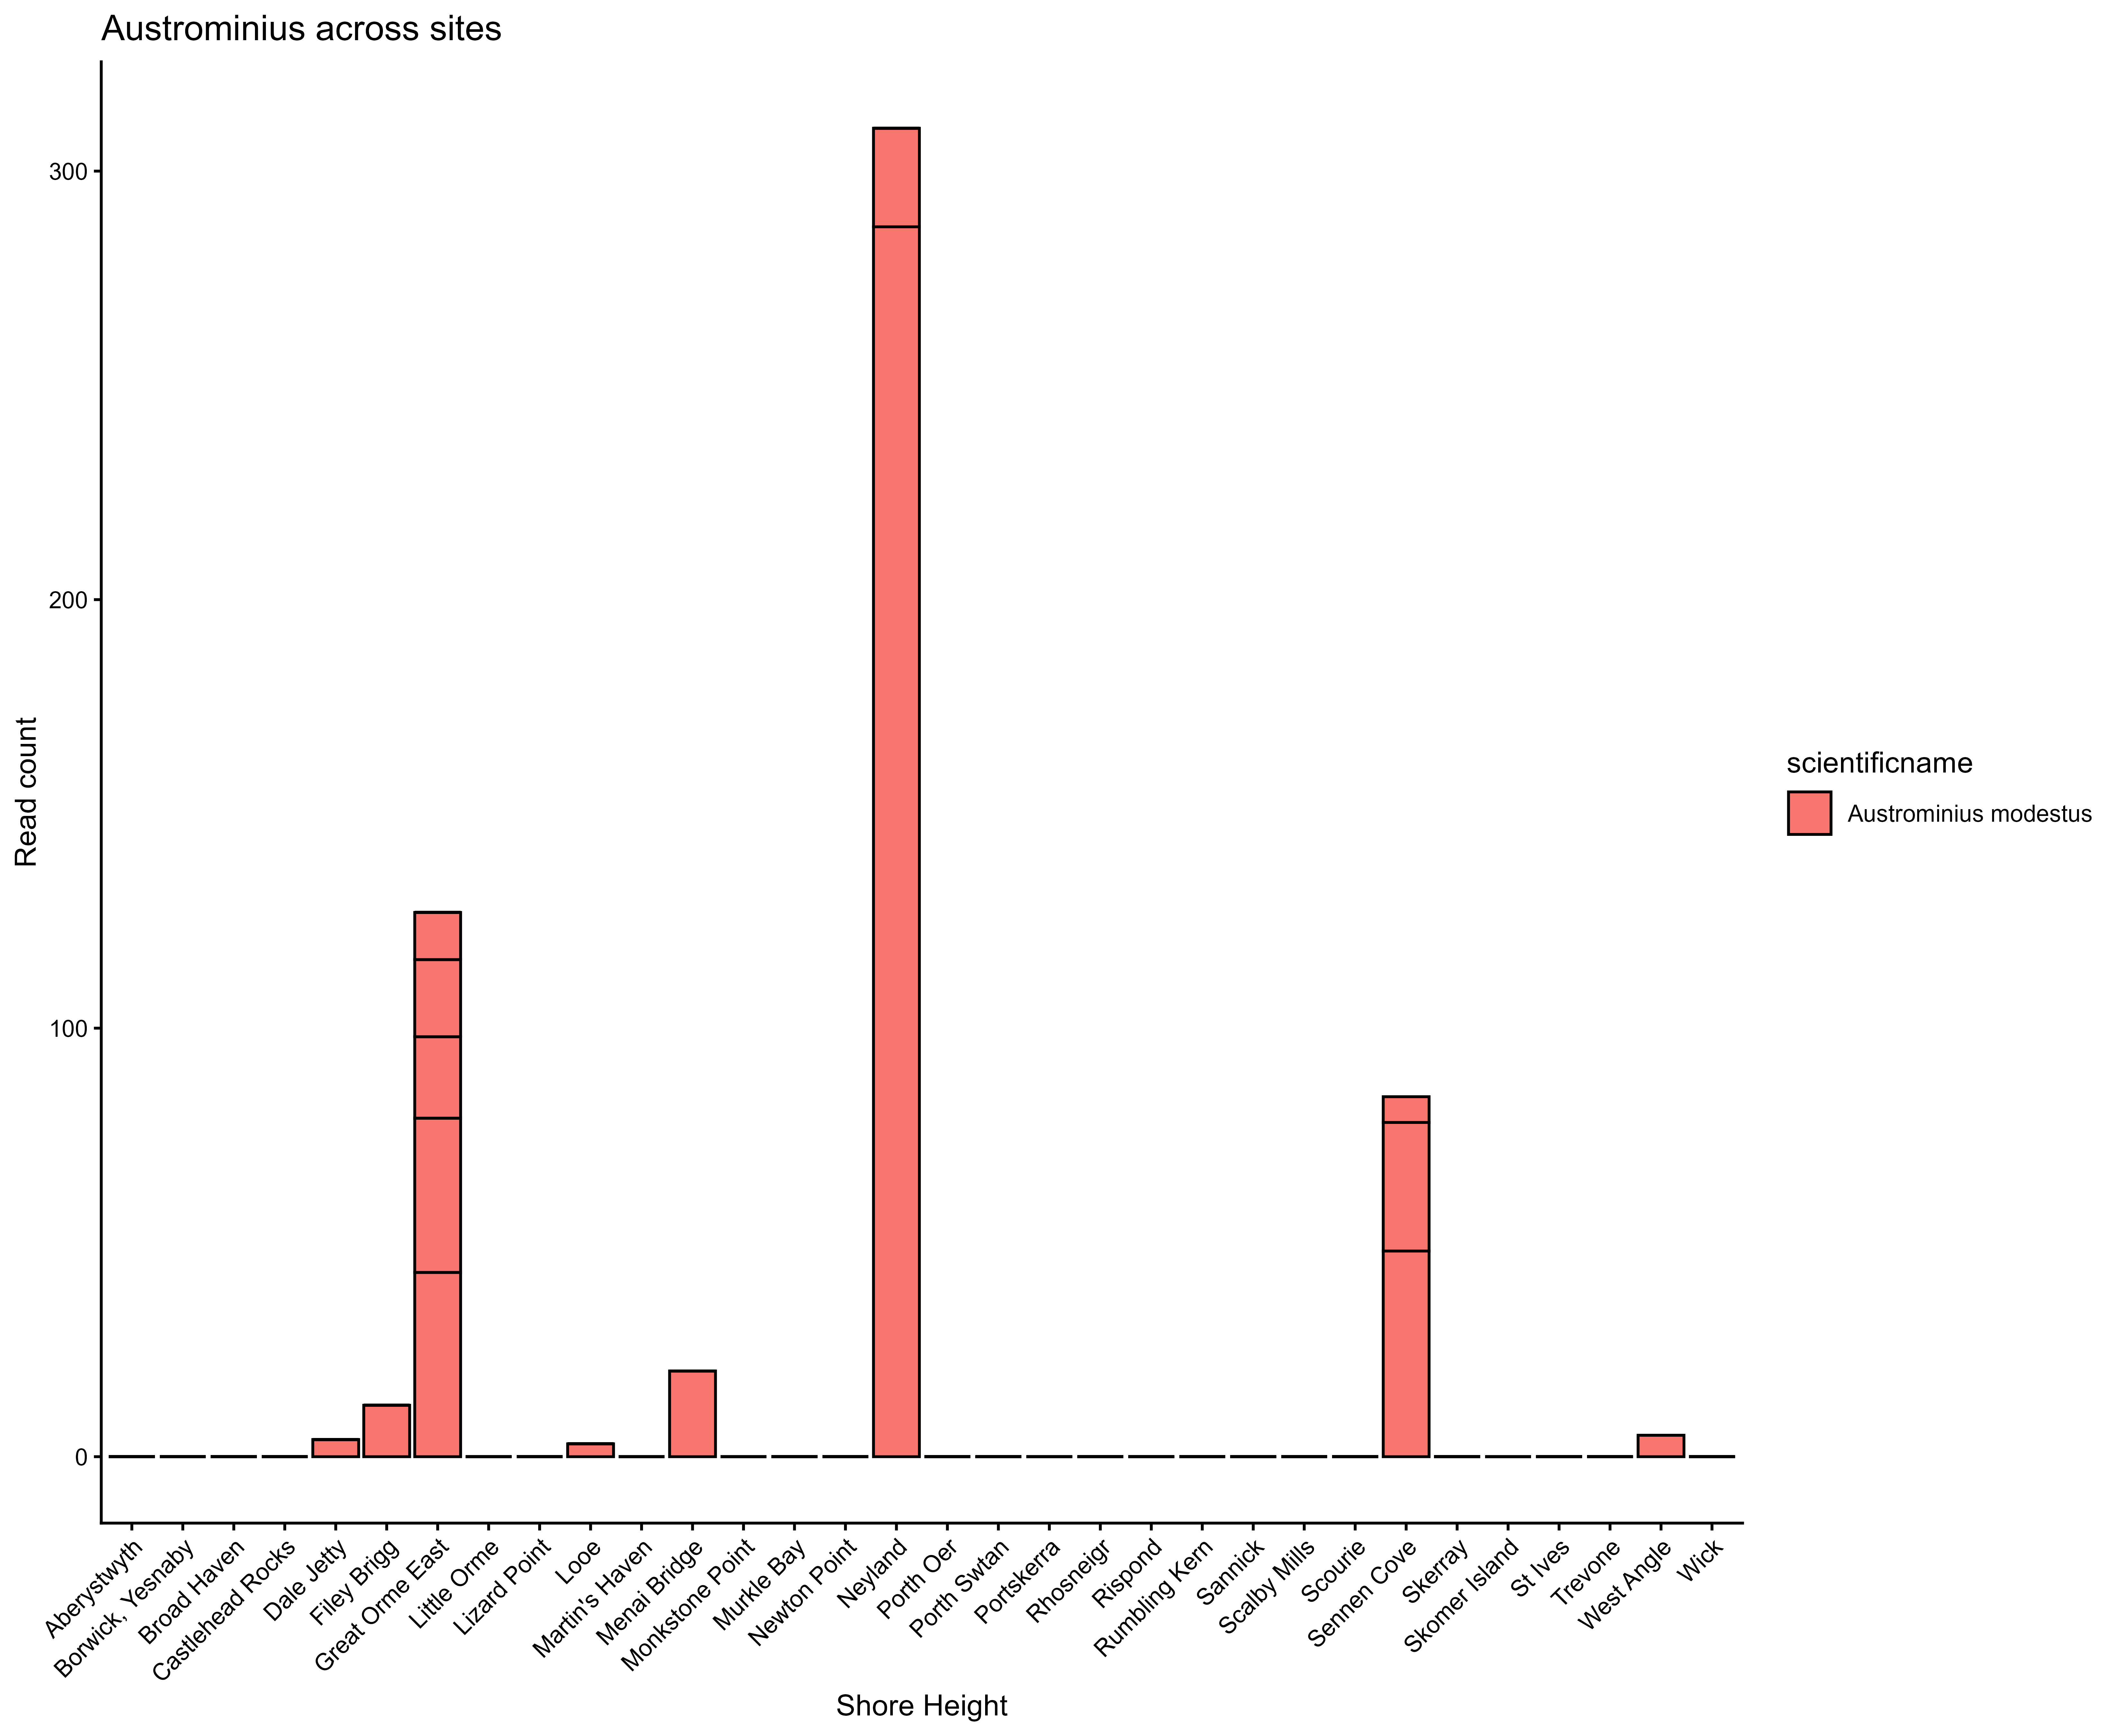 Austrominius across sites
Read count
300
200
100
0
Aberystwyth
Borwick, Yesnaby
Broad Haven
Castlehead Rocks
Dale Jetty
Filey Brigg
Great Orme East
Little Orme
Lizard Point
Looe
Martin's Haven
Menai Bridge
Monkstone Point
Murkle Bay
Newton Point
Neyland
Porth Oer
Porth Swtan
Portskerra
Rhosneigr
Rispond
Rumbling Kern
Sannick
Scalby Mills
Scourie
Sennen Cove
Skerray
Skomer Island
St Ives
Trevone
West Angle
Wick
Shore Height
scientificname
Austrominius modestus